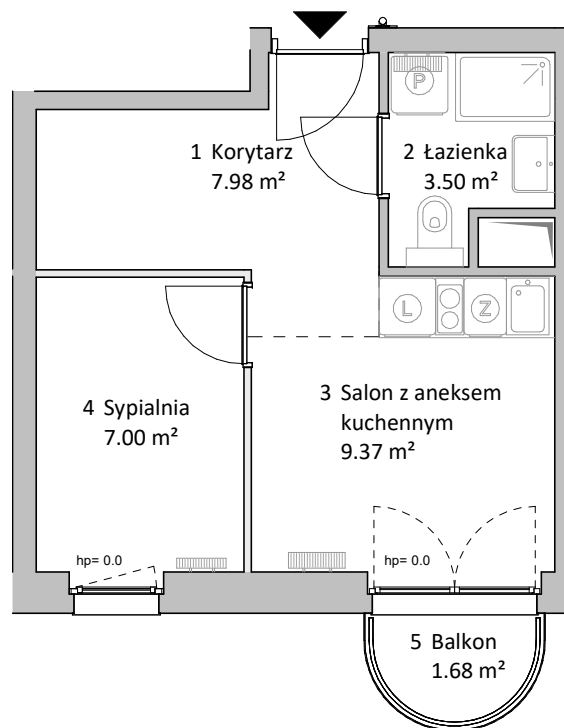 P
1 Korytarz
7.98 m²
2 Łazienka
3.50 m²
L
Z
4 Sypialnia
7.00 m²
3 Salon z aneksem
kuchennym
9.37 m²
hp= 0.0
hp= 0.0
5 Balkon
1.68 m²